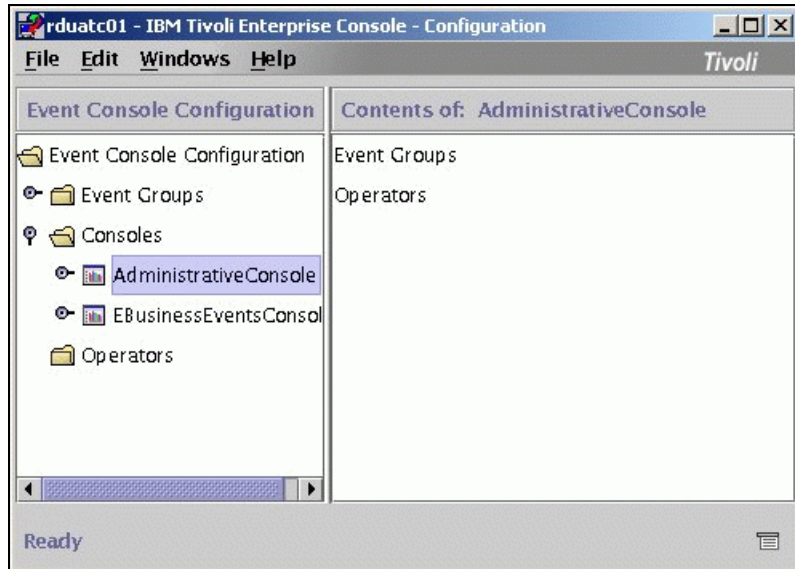 rduatc01 - IBM Tivoli Enterprise Console - Configuration
File Edit Windows Help
Tivoli
Event Console Configuration
Contents of: AdministrativeConsole
Event Console Configuration
Event Groups
Consoles
AdministrativeConsole
EBusinessEventsConsol
Operators
Event Groups
Operators
Ready